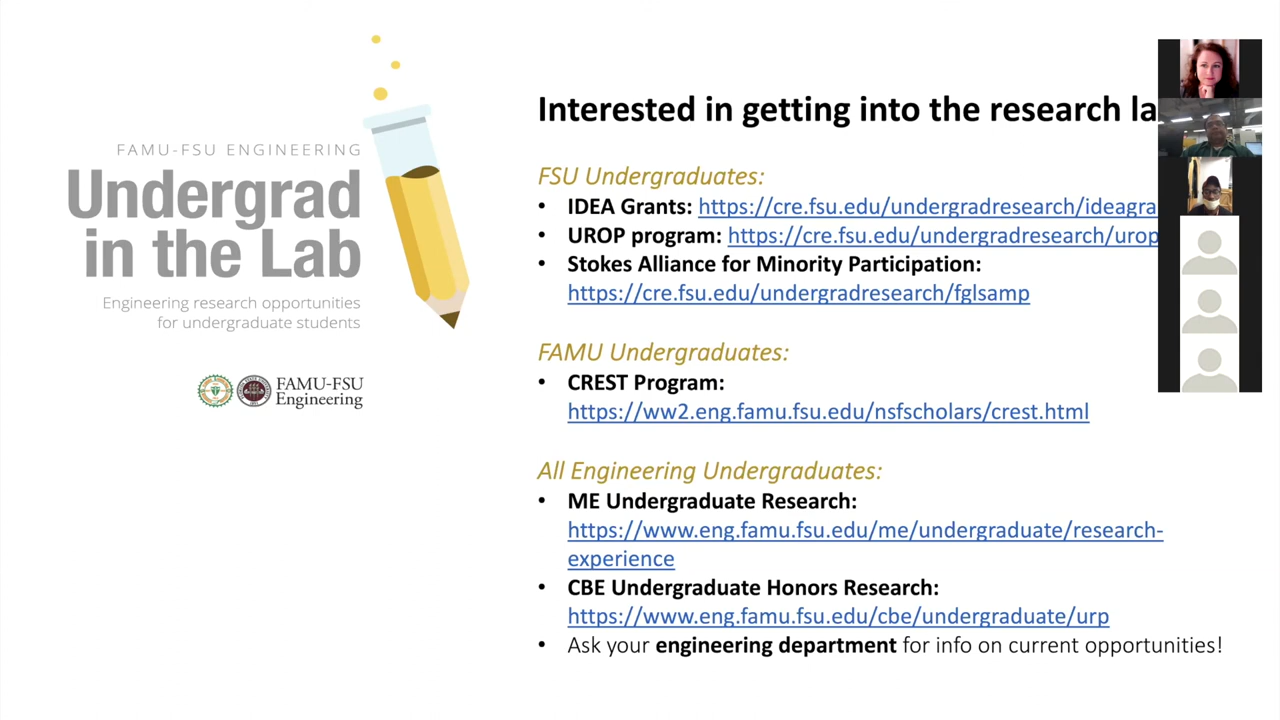 FAMU-FSU ENGINEERING
Undergrad
in the Lab
Engineering research opportunities
for undergraduate students
FAMU-FSU
Engineering
Interested in getting into the research la
FSU Undergraduates:
• IDEA Grants: https://cre.fsu.edu/undergradresearch/ideagra
• UROP program: https://cre.fsu.edu/undergradresearch/urop
• Stokes Alliance for Minority Participation:
https://cre.fsu.edu/undergradresearch/fglsamp
FAMU Undergraduates:
• CREST Program:
https://ww2.eng.famu.fsu.edu/nsfscholars/crest.html
All Engineering Undergraduates:
• ME Undergraduate Research:
https://www.eng.famu.fsu.edu/me/undergraduate/research-
experience
• CBE Undergraduate Honors Research:
https://www.eng.famu.fsu.edu/cbe/undergraduate/urp
• Ask your engineering department for info on current opportunities!